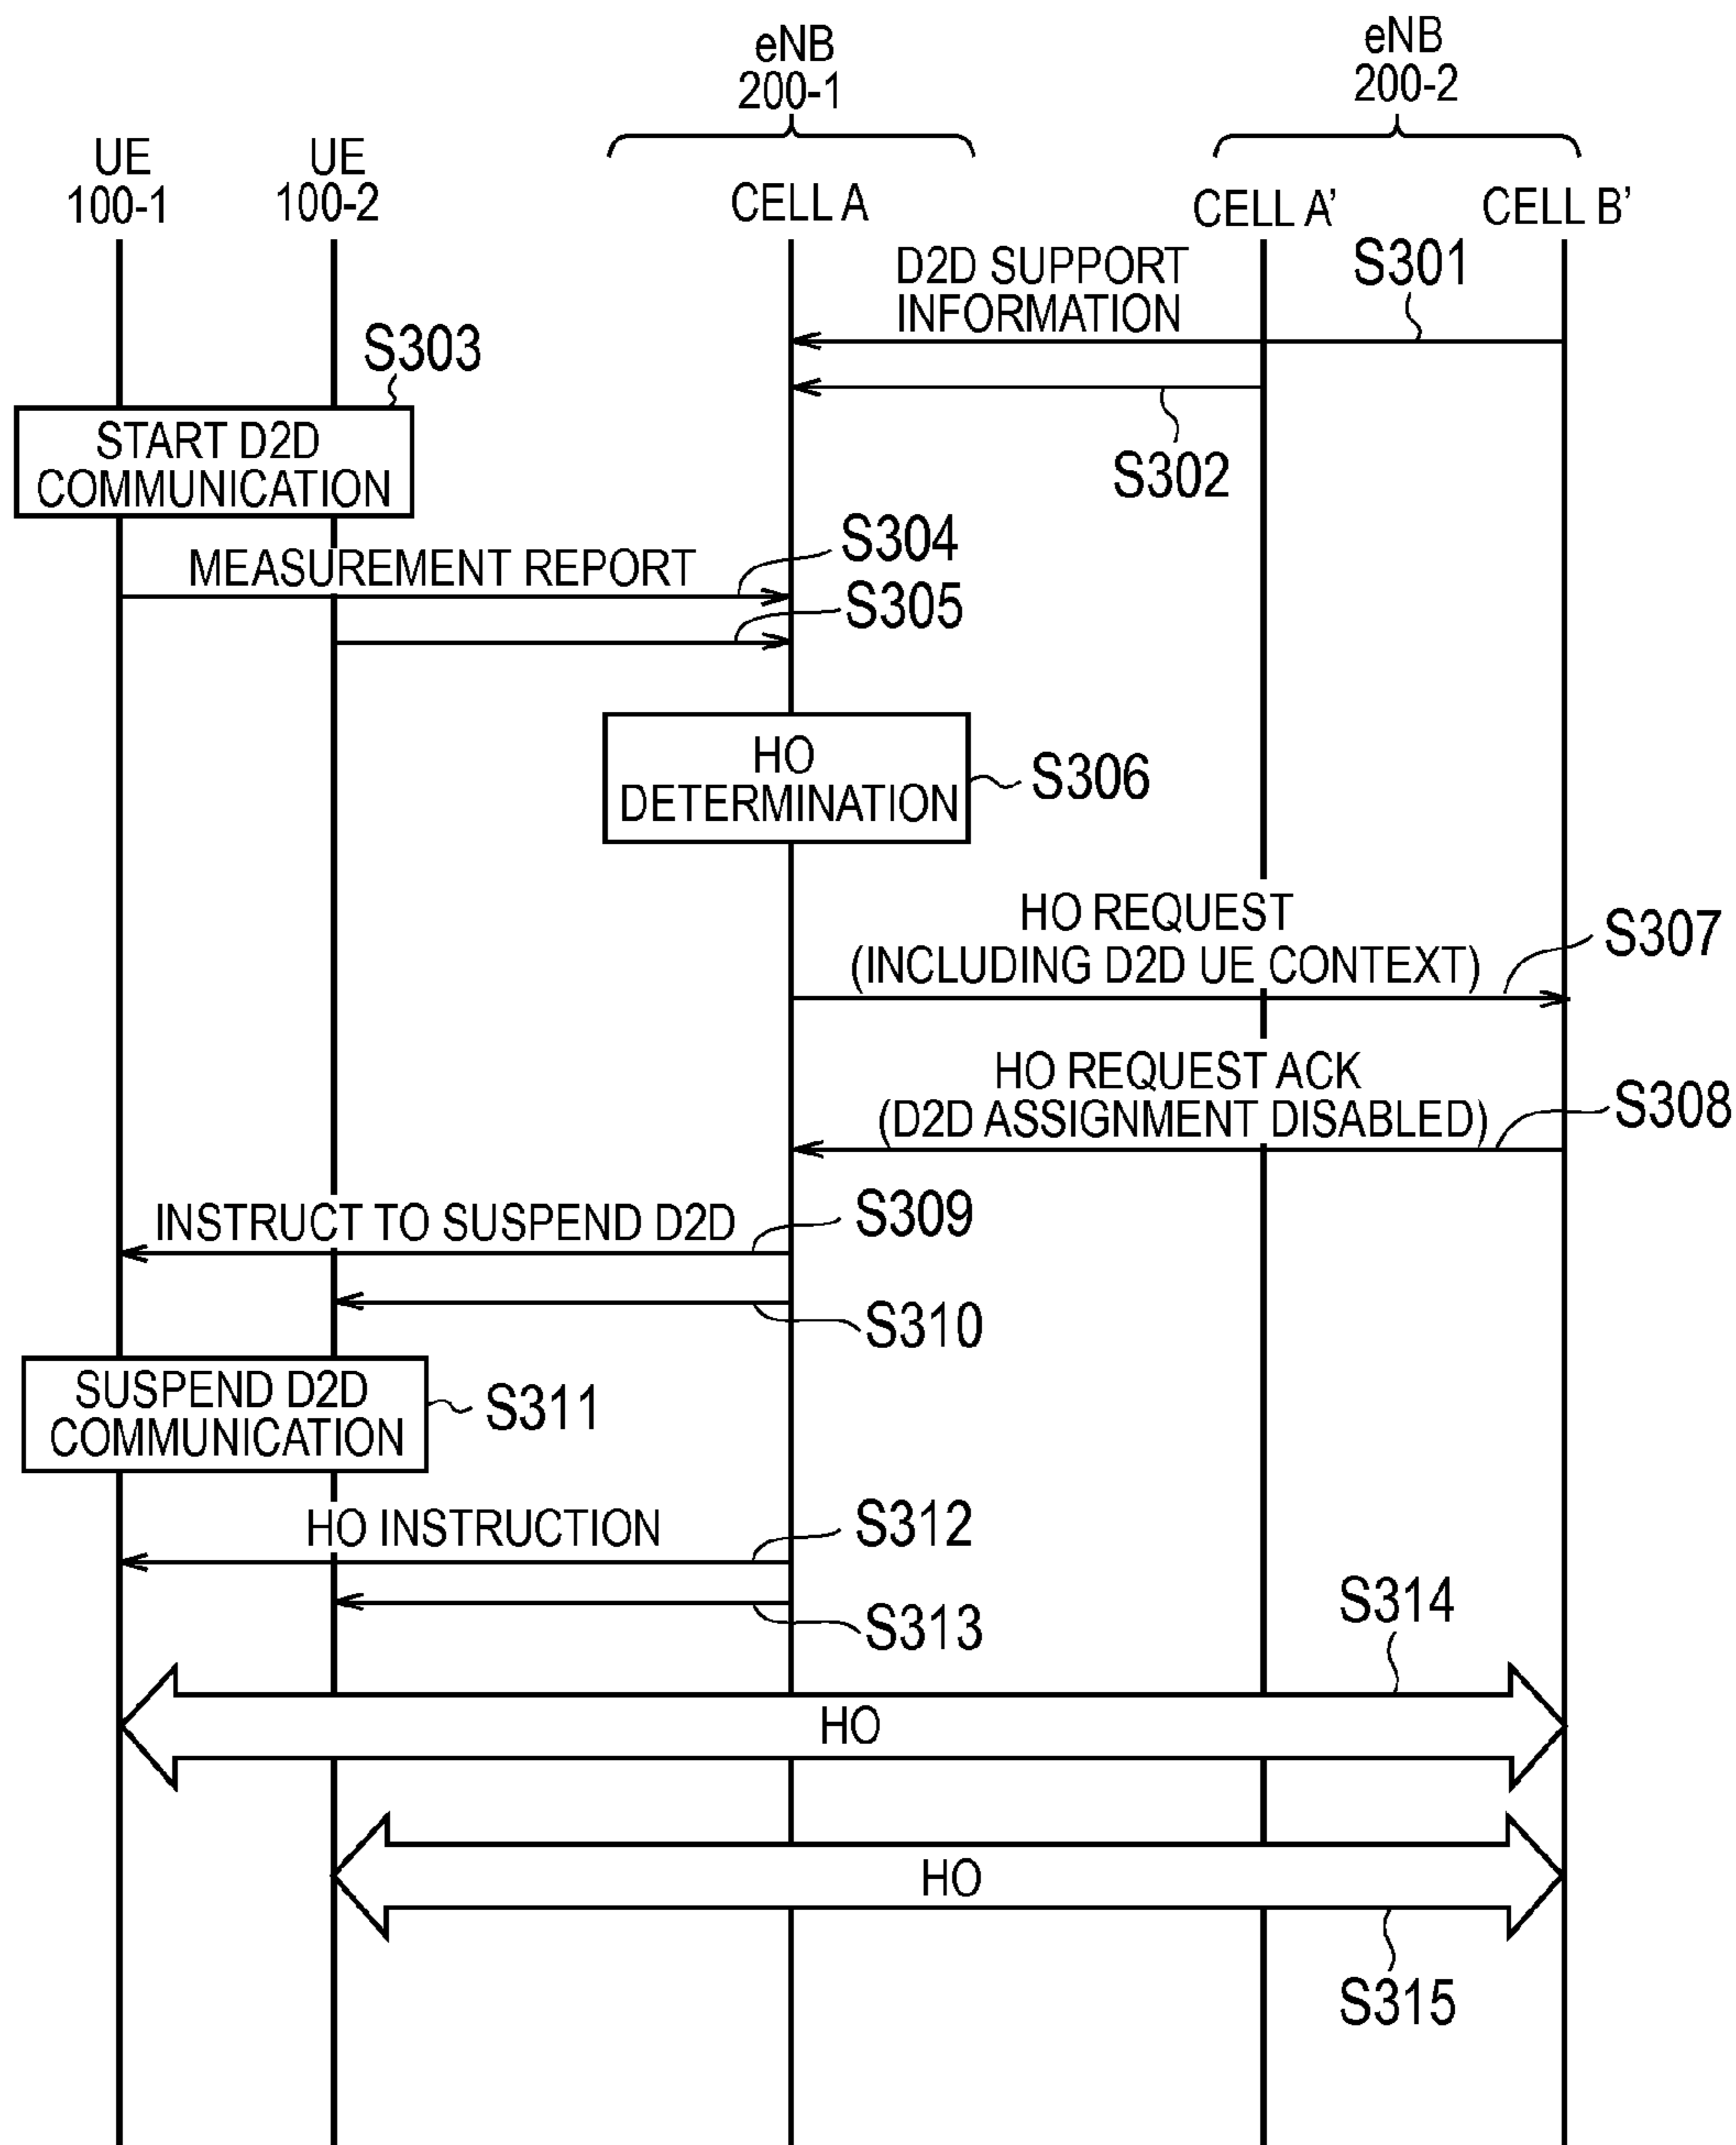 eNB
200-1
eNB
200-2
UE
100-1
UE
100-2
CELL A
CELL A’
CELL B’
D2D SUPPORT
INFORMATION
S301
S302
S303
START D2D
COMMUNICATION
MEASUREMENT REPORT
S304
S305
HO
DETERMINATION
S306
HO REQUEST
(INCLUDING D2D UE CONTEXT)
S307
HO REQUEST ACK
(D2D ASSIGNMENT DISABLED)
S308
INSTRUCT TO SUSPEND D2D
S309
S310
SUSPEND D2D
COMMUNICATION
S311
HO INSTRUCTION
S312
S313
S314
HO
HO
S315